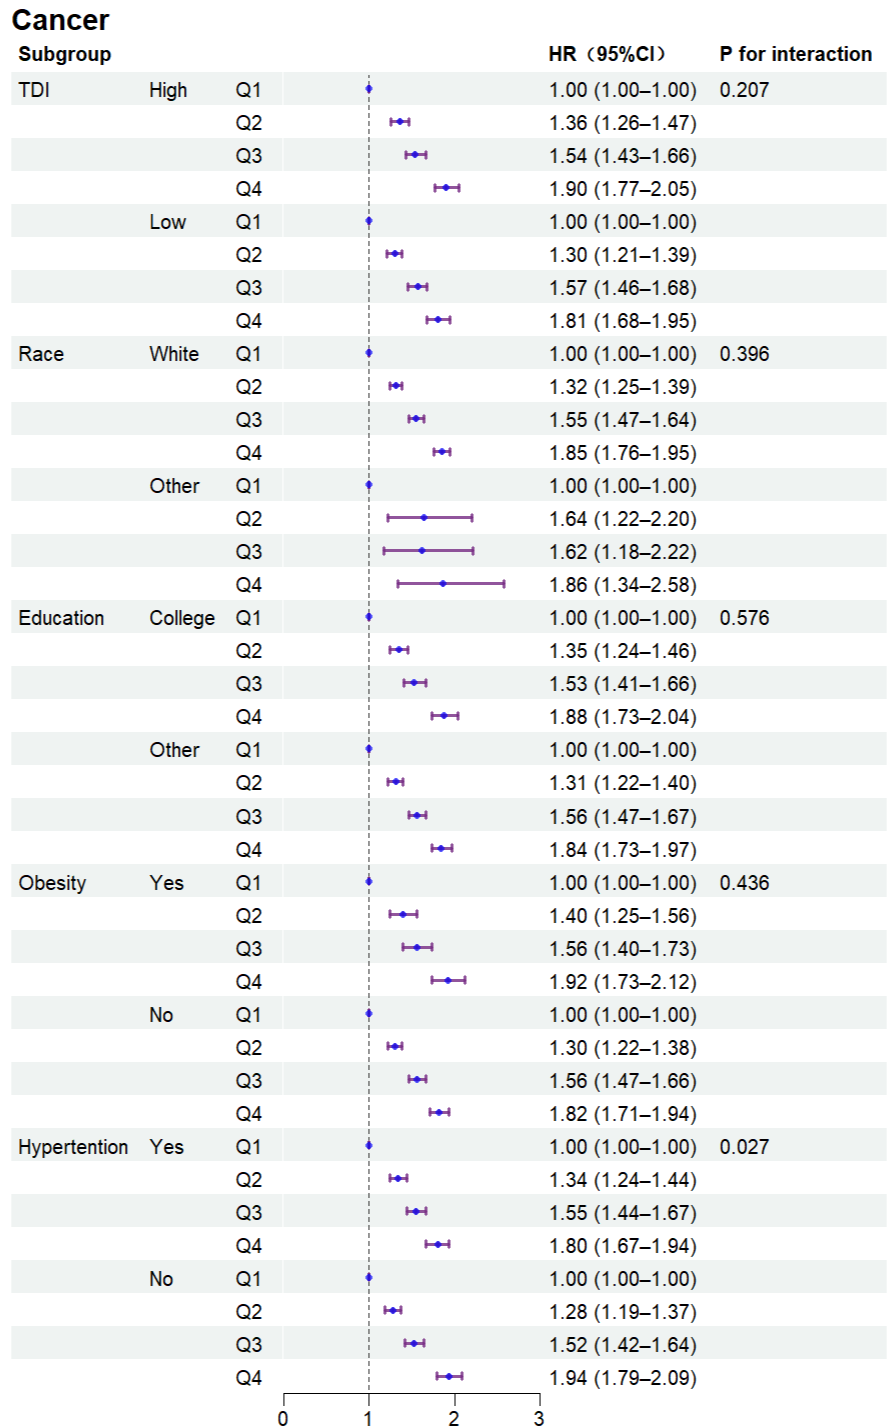 Cancer
Subgroup HR（95%CI） P for interaction
TDI High Q1 1.00 (1.00–1.00) 0.207
Q2 1.36 (1.26–1.47)
Q3 1.54 (1.43–1.66)
Q4 1.90 (1.77–2.05)
Low Q1 1.00 (1.00–1.00)
Q2 1.30 (1.21–1.39)
Q3 1.57 (1.46–1.68)
Q4 1.81 (1.68–1.95)
Race White Q1 1.00 (1.00–1.00) 0.396
Q2 1.32 (1.25–1.39)
Q3 1.55 (1.47–1.64)
Q4 1.85 (1.76–1.95)
Other Q1 1.00 (1.00–1.00)
Q2 1.64 (1.22–2.20)
Q3 1.62 (1.18–2.22)
Q4 1.86 (1.34–2.58)
Education College Q1 1.00 (1.00–1.00) 0.576
Q2 1.35 (1.24–1.46)
Q3 1.53 (1.41–1.66)
Q4 1.88 (1.73–2.04)
Other Q1 1.00 (1.00–1.00)
Q2 1.31 (1.22–1.40)
Q3 1.56 (1.47–1.67)
Q4 1.84 (1.73–1.97)
Obesity Yes Q1 1.00 (1.00–1.00) 0.436
Q2 1.40 (1.25–1.56)
Q3 1.56 (1.40–1.73)
Q4 1.92 (1.73–2.12)
No Q1 1.00 (1.00–1.00)
Q2 1.30 (1.22–1.38)
Q3 1.56 (1.47–1.66)
Q4 1.82 (1.71–1.94)
Hypertention Yes Q1 1.00 (1.00–1.00) 0.027
Q2 1.34 (1.24–1.44)
Q3 1.55 (1.44–1.67)
Q4 1.80 (1.67–1.94)
No Q1 1.00 (1.00–1.00)
Q2 1.28 (1.19–1.37)
Q3 1.52 (1.42–1.64)
Q4 1.94 (1.79–2.09)
0 1 2 3